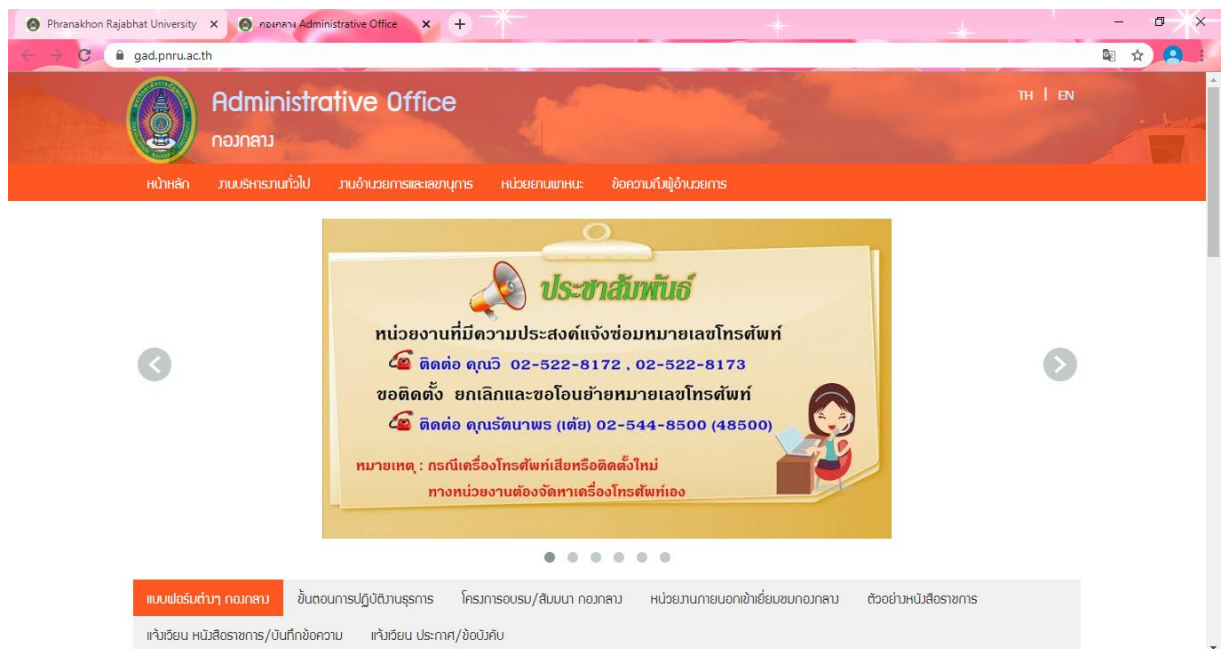 Phranakhon Rajabhat University
กองกลาง Administrative Office
gad.pnru.ac.th
Administrative Office
กองกลาง
TH | EN
หน้าหลัก งานบริหารงานทั่วไป งานอำนวยการและเลขานุการ หน่วยยานพาหนะ ข้อความถึงผู้อำนวยการ
ประชาสัมพันธ์
หน่วยงานที่มีความประสงค์แจ้งซ่อมหมายเลขโทรศัพท์
ติดต่อ คุณวิ 02-522-8172 , 02-522-8173
ขอติดตั้ง ยกเลิกและขอโอนย้ายหมายเลขโทรศัพท์
ติดต่อ คุณรัตนาพร (เต้ย) 02-544-8500 (48500)
หมายเหตุ : กรณีเครื่องโทรศัพท์เสียหรือติดตั้งใหม่
ทางหน่วยงานต้องจัดหาเครื่องโทรศัพท์เอง
แบบฟอร์มต่างๆ กองกลาง ขั้นตอนการปฏิบัติงานธุรการ โครงการอบรม/สัมมนา กองกลาง หน่วยงานภายนอกเข้าเยี่ยมชมกองกลาง ตัวอย่างหนังสือราชการ
แจ้งเวียน หนังสือราชการ/บันทึกข้อความ แจ้งเวียน ประกาศ/ข้อบังคับ